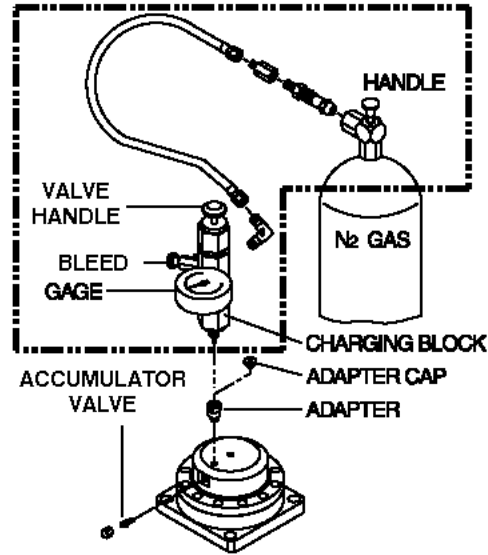 HANDLE
VALVE
HANDLE
N2 GAS
BLEED
GAGE
CHARGING BLOCK
ADAPTER CAP
ACCUMULATOR
VALVE
ADAPTER